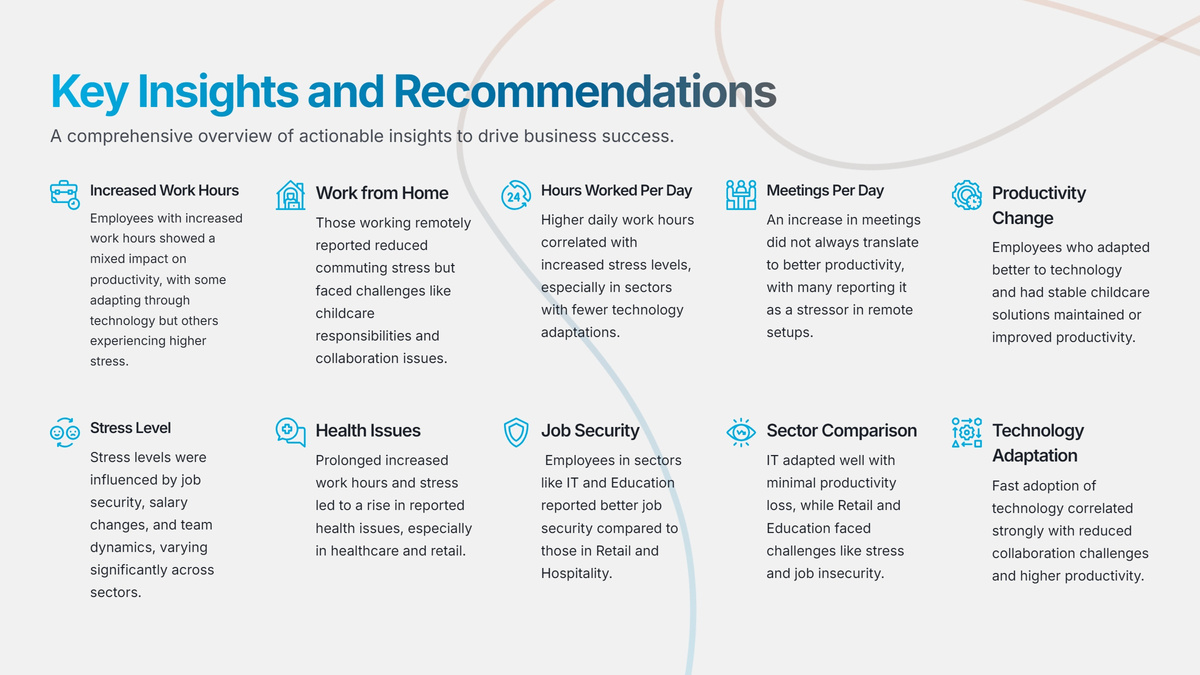 Key Insights and Recommendations
A comprehensive overview of actionable insights to drive business success.
Increased Work Hours
Employees with increased
work hours showed a
mixed impact on
productivity, with some
adapting through
technology but others
experiencing higher
stress.
Work from Home
Those working remotely
reported reduced
commuting stress but
faced challenges like
childcare
responsibilities and
collaboration issues.
24
Hours Worked Per Day
Higher daily work hours
correlated with
increased stress levels,
especially in sectors
with fewer technology
adaptations.
Meetings Per Day
An increase in meetings
did not always translate
to better productivity,
with many reporting it
as a stressor in remote
setups.
Productivity
Change
Employees who adapted
better to technology
and had stable childcare
solutions maintained or
improved productivity.
Stress Level
Stress levels were
influenced by job
security, salary
changes, and team
dynamics, varying
significantly across
sectors.
Health Issues
Prolonged increased
work hours and stress
led to a rise in reported
health issues, especially
in healthcare and retail.
Job Security
Employees in sectors
like IT and Education
reported better job
security compared to
those in Retail and
Hospitality.
Sector Comparison
IT adapted well with
minimal productivity
loss, while Retail and
Education faced
challenges like stress
and job insecurity.
Technology
Adaptation
Fast adoption of
technology correlated
strongly with reduced
collaboration challenges
and higher productivity.